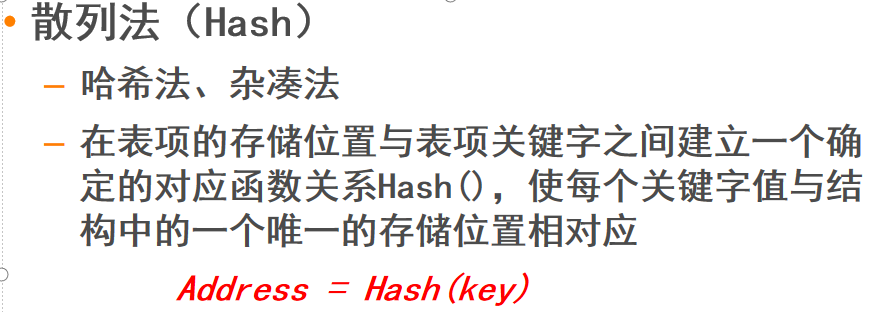 • 散列法（Hash）
– 哈希法、杂凑法
– 在表项的存储位置与表项关键字之间建立一个确
定的对应函数关系Hash()，使每个关键字值与结
构中的一个唯一的存储位置相对应
Address = Hash(key)